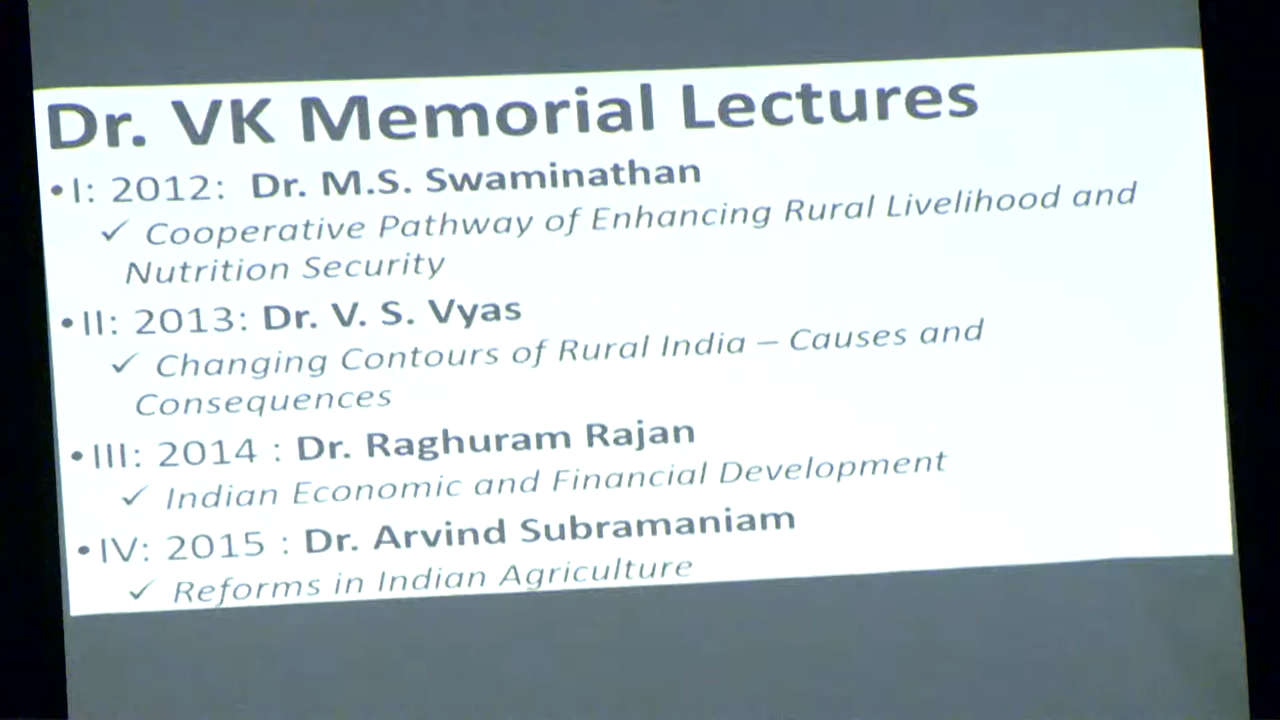 Dr. VK Memorial Lectures
•I: 2012: Dr. M.S. Swaminathan
✓ Cooperative Pathway of Enhancing Rural Livelihood and
Nutrition Security
•II: 2013: Dr. V. S. Vyas
✓ Changing Contours of Rural India – Causes and
Consequences
•III: 2014 : Dr. Raghuram Rajan
✓ Indian Economic and Financial Development
•IV: 2015 : Dr. Arvind Subramaniam
✓ Reforms in Indian Agriculture